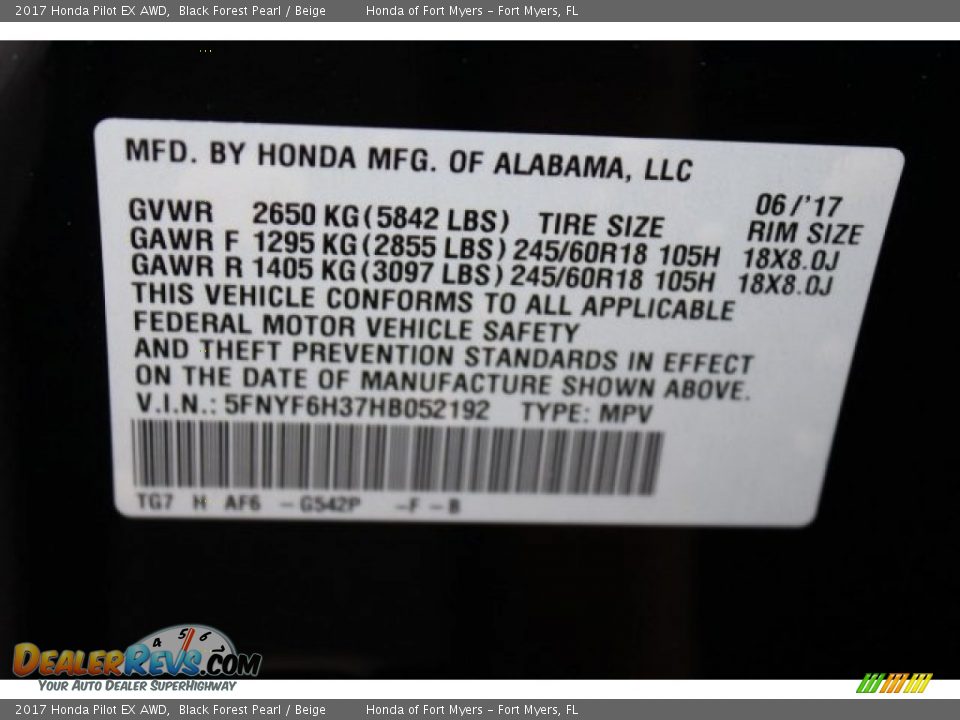 2017 Honda Pilot EX AWD, Black Forest Pearl / Beige Honda of Fort Myers - Fort Myers, FL
MFD. BY HONDA MFG. OF ALABAMA, LLC
06/'17
GVWR 2650 KG(5842 LBS) TIRE SIZE RIM SIZE
GAWR F 1295 KG(2855 LBS) 245/60R18 105H 18X8.0J
GAWR R 1405 KG(3097 LBS) 245/60R18 105H 18X8.0J
THIS VEHICLE CONFORMS TO ALL APPLICABLE
FEDERAL MOTOR VEHICLE SAFETY
AND THEFT PREVENTION STANDARDS IN EFFECT
ON THE DATE OF MANUFACTURE SHOWN ABOVE.
V.I.N.: 5FNYF6H37HB052192 TYPE: MPV
TG7 H AF6 - G542P -F - B
4 5 6
DEALERREVS.COM
YOUR AUTO DEALER SUPERHIGHWAY
2017 Honda Pilot EX AWD, Black Forest Pearl / Beige Honda of Fort Myers - Fort Myers, FL